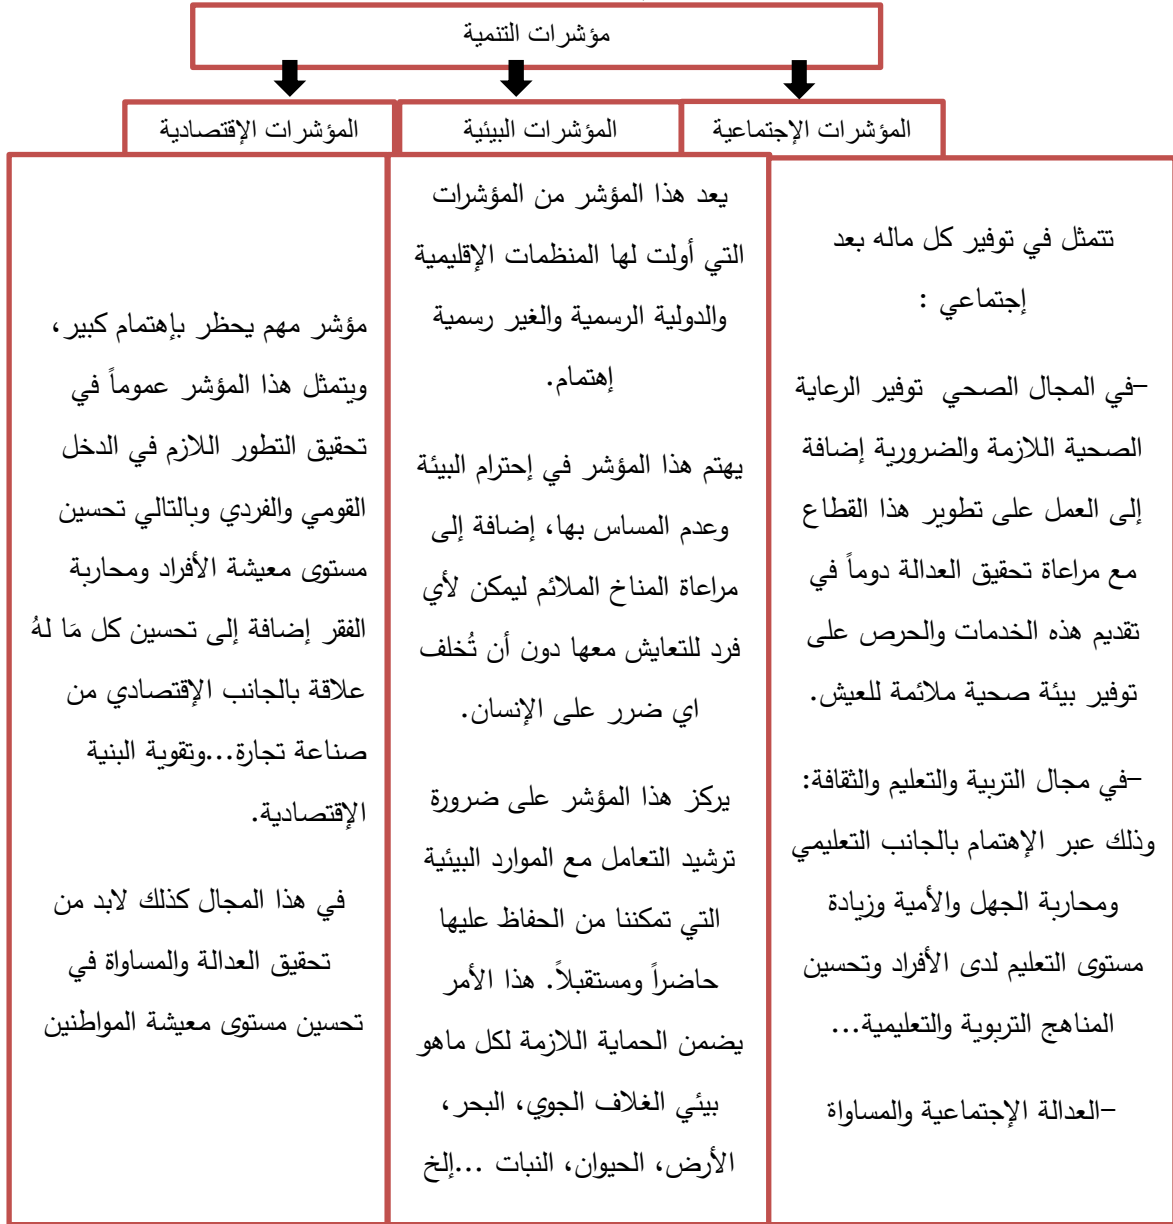 مؤشرات التنمية
المؤشرات الإجتماعية
المؤشرات البيئية
المؤشرات الإقتصادية
تتمثل في توفير كل ماله بعد
إجتماعي :
-في المجال الصحي توفير الرعاية
الصحية اللازمة والضرورية إضافة
إلى العمل على تطوير هذا القطاع
مع مراعاة تحقيق العدالة دوماً في
تقديم هذه الخدمات والحرص على
توفير بيئة صحية ملائمة للعيش.
-في مجال التربية والتعليم والثقافة:
وذلك عبر الإهتمام بالجانب التعليمي
ومحاربة الجهل والأمية وزيادة
مستوى التعليم لدى الأفراد وتحسين
المناهج التربوية والتعليمية...
-العدالة الإجتماعية والمساواة
يعد هذا المؤشر من المؤشرات
التي أولت لها المنظمات الإقليمية
والدولية الرسمية والغير رسمية
إهتمام.
يهتم هذا المؤشر في إحترام البيئة
وعدم المساس بها، إضافة إلى
مراعاة المناخ الملائم ليمكن لأي
فرد للتعايش معها دون أن تُخلف
اي ضرر على الإنسان.
يركز هذا المؤشر على ضرورة
ترشيد التعامل مع الموارد البيئية
التي تمكننا من الحفاظ عليها
حاضراً ومستقبلاً. هذا الأمر
يضمن الحماية اللازمة لكل ماهو
بيئي الغلاف الجوي، البحر،
الأرض، الحيوان، النبات ...إلخ
مؤشر مهم يحظر بإهتمام كبير،
ويتمثل هذا المؤشر عموماً في
تحقيق التطور اللازم في الدخل
القومي والفردي وبالتالي تحسين
مستوى معيشة الأفراد ومحاربة
الفقر إضافة إلى تحسين كل مَا لهُ
علاقة بالجانب الإقتصادي من
صناعة تجارة...وتقوية البنية
الإقتصادية.
في هذا المجال كذلك لابد من
تحقيق العدالة والمساواة في
تحسين مستوى معيشة المواطنين